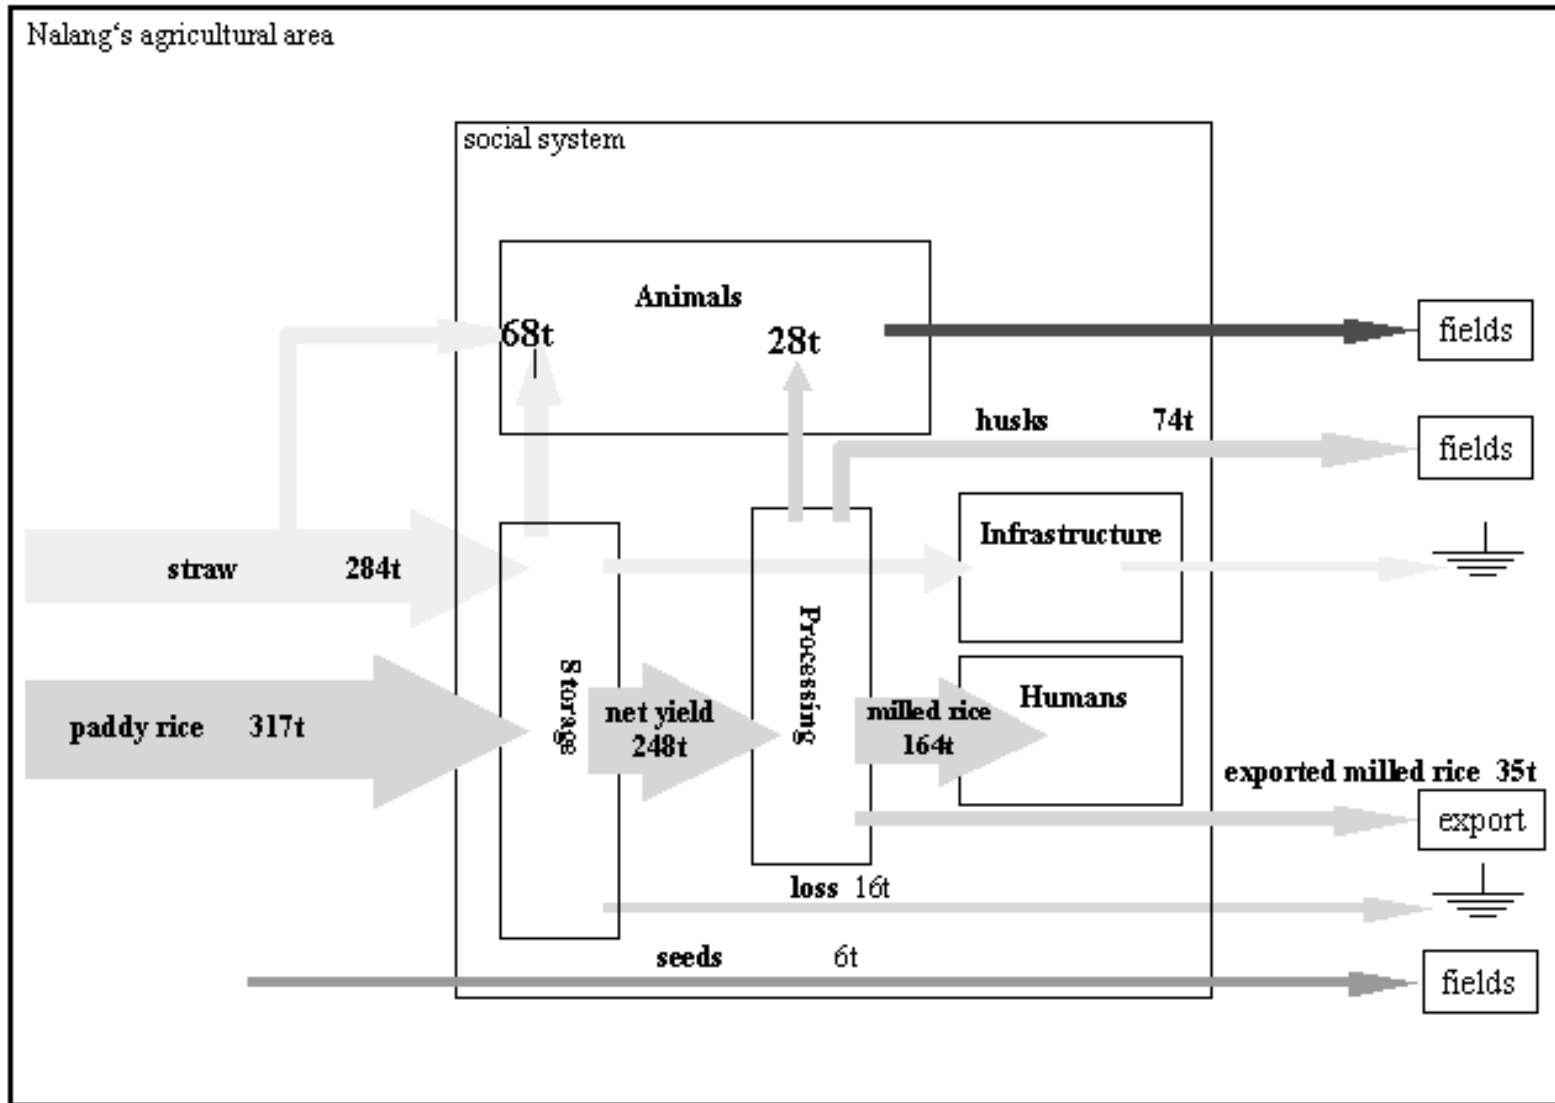 Nalang‘s agricultural area
social system
Animals
68t
28t
fields
husks 74t
fields
straw 284t
Infrastructure
Processing
Storage
paddy rice 317t
net yield
248t
milled rice
164t
Humans
exported milled rice 35t
export
loss 16t
seeds 6t
fields